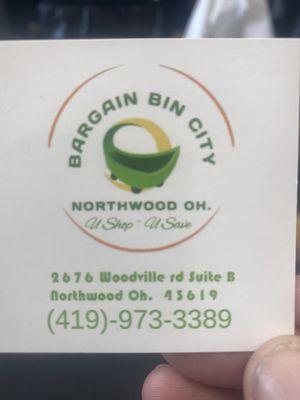 BARGAIN BIN CITY
NORTHWOOD OH.
U Shop~U Save
2676 Woodville rd Suite B
Northwood Oh. 43619
(419)-973-3389